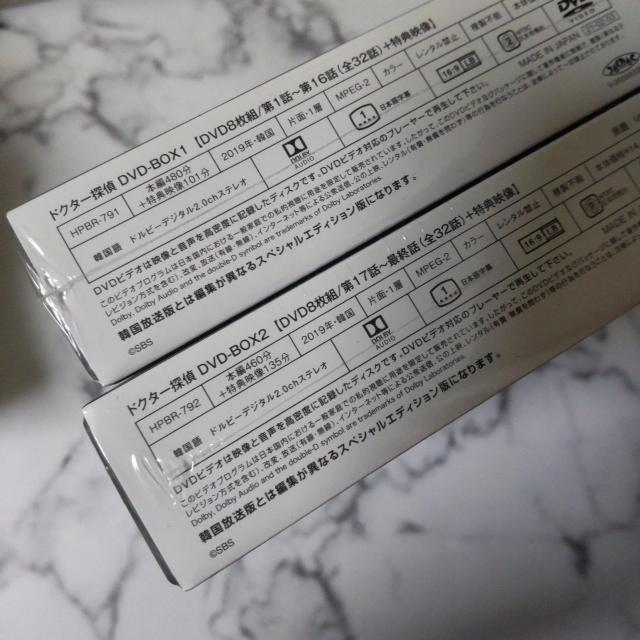 ドクター探偵 DVD-BOX1 [DVD8枚組/第1話~第16話(全32話)+特典映像]
HPBR-791
本編480分
+特典映像101分
2019年・韓国
片面・1層
MPEG-2
カラー
レンタル禁止
複製不能
韓国語
ドルビーデジタル2.0chステレオ
DOLBY
AUDIO
1
日本語字幕
16:9 LB
2
MADE IN JAPAN
DVDビデオは映像と音声を高密度に記録したディスクです。DVDビデオ対応のプレーヤーで再生して下さい。
Dolby, Dolby Audio and the double-D symbol are trademarks of Dolby Laboratories.
韓国放送版とは編集が異なるスペシャルエディション版になります。
©SBS
ドクター探偵 DVD-BOX2 [DVD8枚組/第17話~最終話(全32話)+特典映像]
HPBR-792
本編460分
+特典映像135分
2019年・韓国
片面・1層
MPEG-2
カラー
レンタル禁止
複製不能
韓国語
ドルビーデジタル2.0chステレオ
DOLBY
AUDIO
1
日本語字幕
16:9 LB
2
MADE IN
DVDビデオは映像と音声を高密度に記録したディスクです。DVDビデオ対応のプレーヤーで再生して下さい。
Dolby, Dolby Audio and the double-D symbol are trademarks of Dolby Laboratories.
韓国放送版とは編集が異なるスペシャルエディション版になります。
©SBS